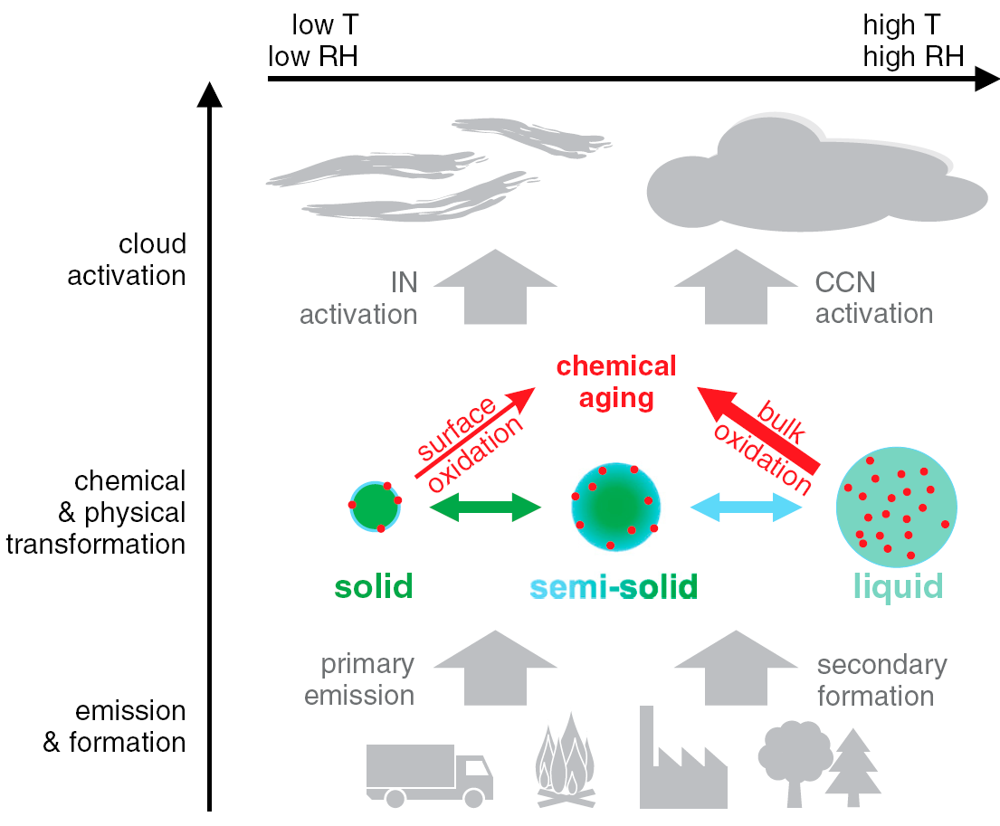 low T
low RH
high T
high RH
cloud
activation
IN
activation
CCN
activation
chemical
aging
surface
oxidation
bulk
oxidation
chemical
& physical
transformation
solid
semi-solid
liquid
primary
emission
secondary
formation
emission
& formation